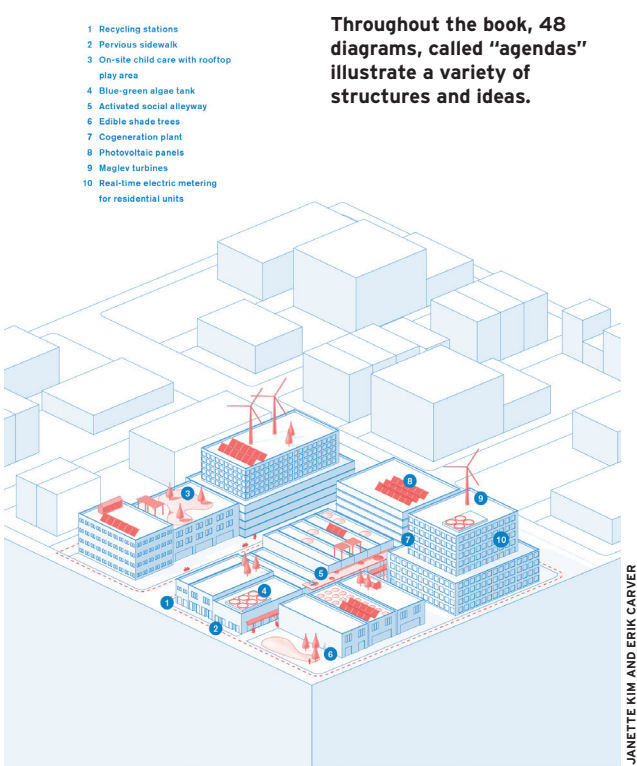 Throughout the book, 48
diagrams, called “agendas”
illustrate a variety of
structures and ideas.
1 Recycling stations
2 Pervious sidewalk
3 On-site child care with rooftop
play area
4 Blue-green algae tank
5 Activated social alleyway
6 Edible shade trees
7 Cogeneration plant
8 Photovoltaic panels
9 Maglev turbines
10 Real-time electric metering
for residential units
3
8
9
7
10
5
4
1
2
6
JANETTE KIM AND ERIK CARVER